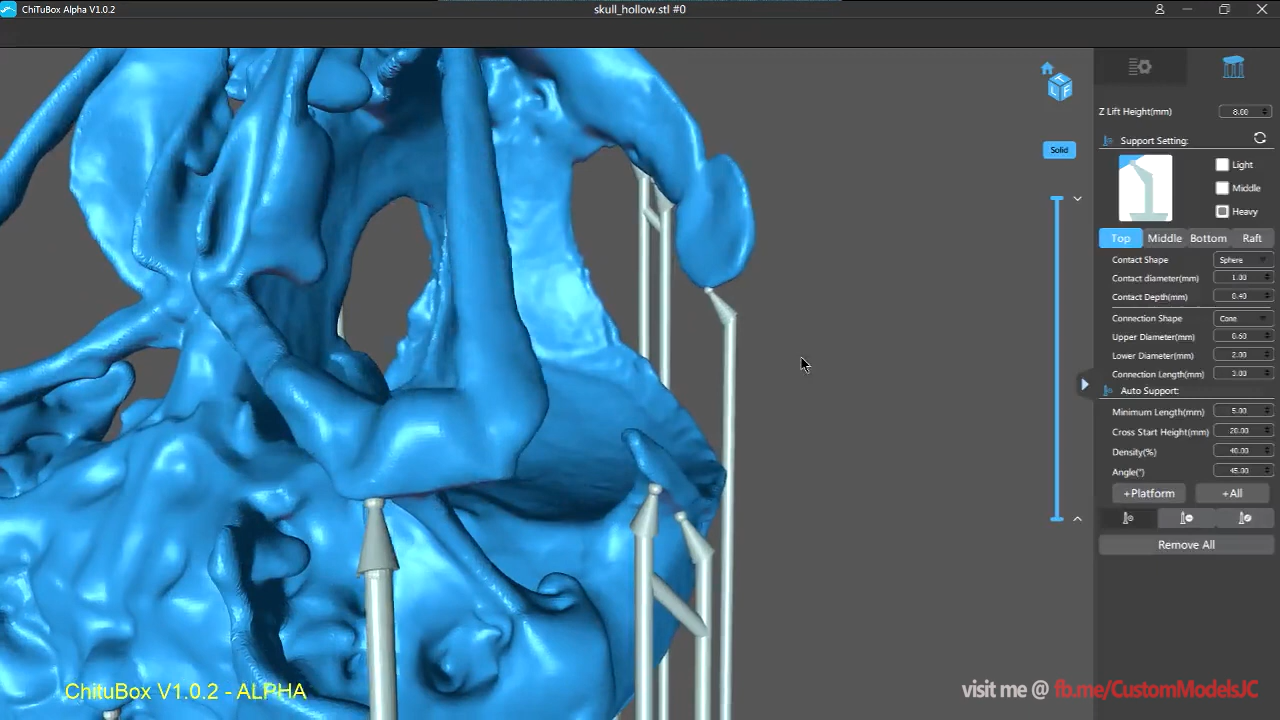 ChiTuBox Alpha V1.0.2
skull_hollow.stl #0
Z Lift Height(mm) 8.00
Support Setting:
Light
Middle
Heavy
Top Middle Bottom Raft
Contact Shape Sphere
Contact diameter(mm) 1.00
Contact Depth(mm) 0.40
Connection Shape Cone
Upper Diameter(mm) 0.60
Lower Diameter(mm) 2.00
Connection Length(mm) 3.00
Auto Support:
Minimum Length(mm) 5.00
Cross Start Height(mm) 20.00
Density(%) 40.00
Angle(°) 45.00
+Platform +All
Remove All
Solid
L F
ChituBox V1.0.2 - ALPHA
visit me @ fb.me/CustomModelsJC